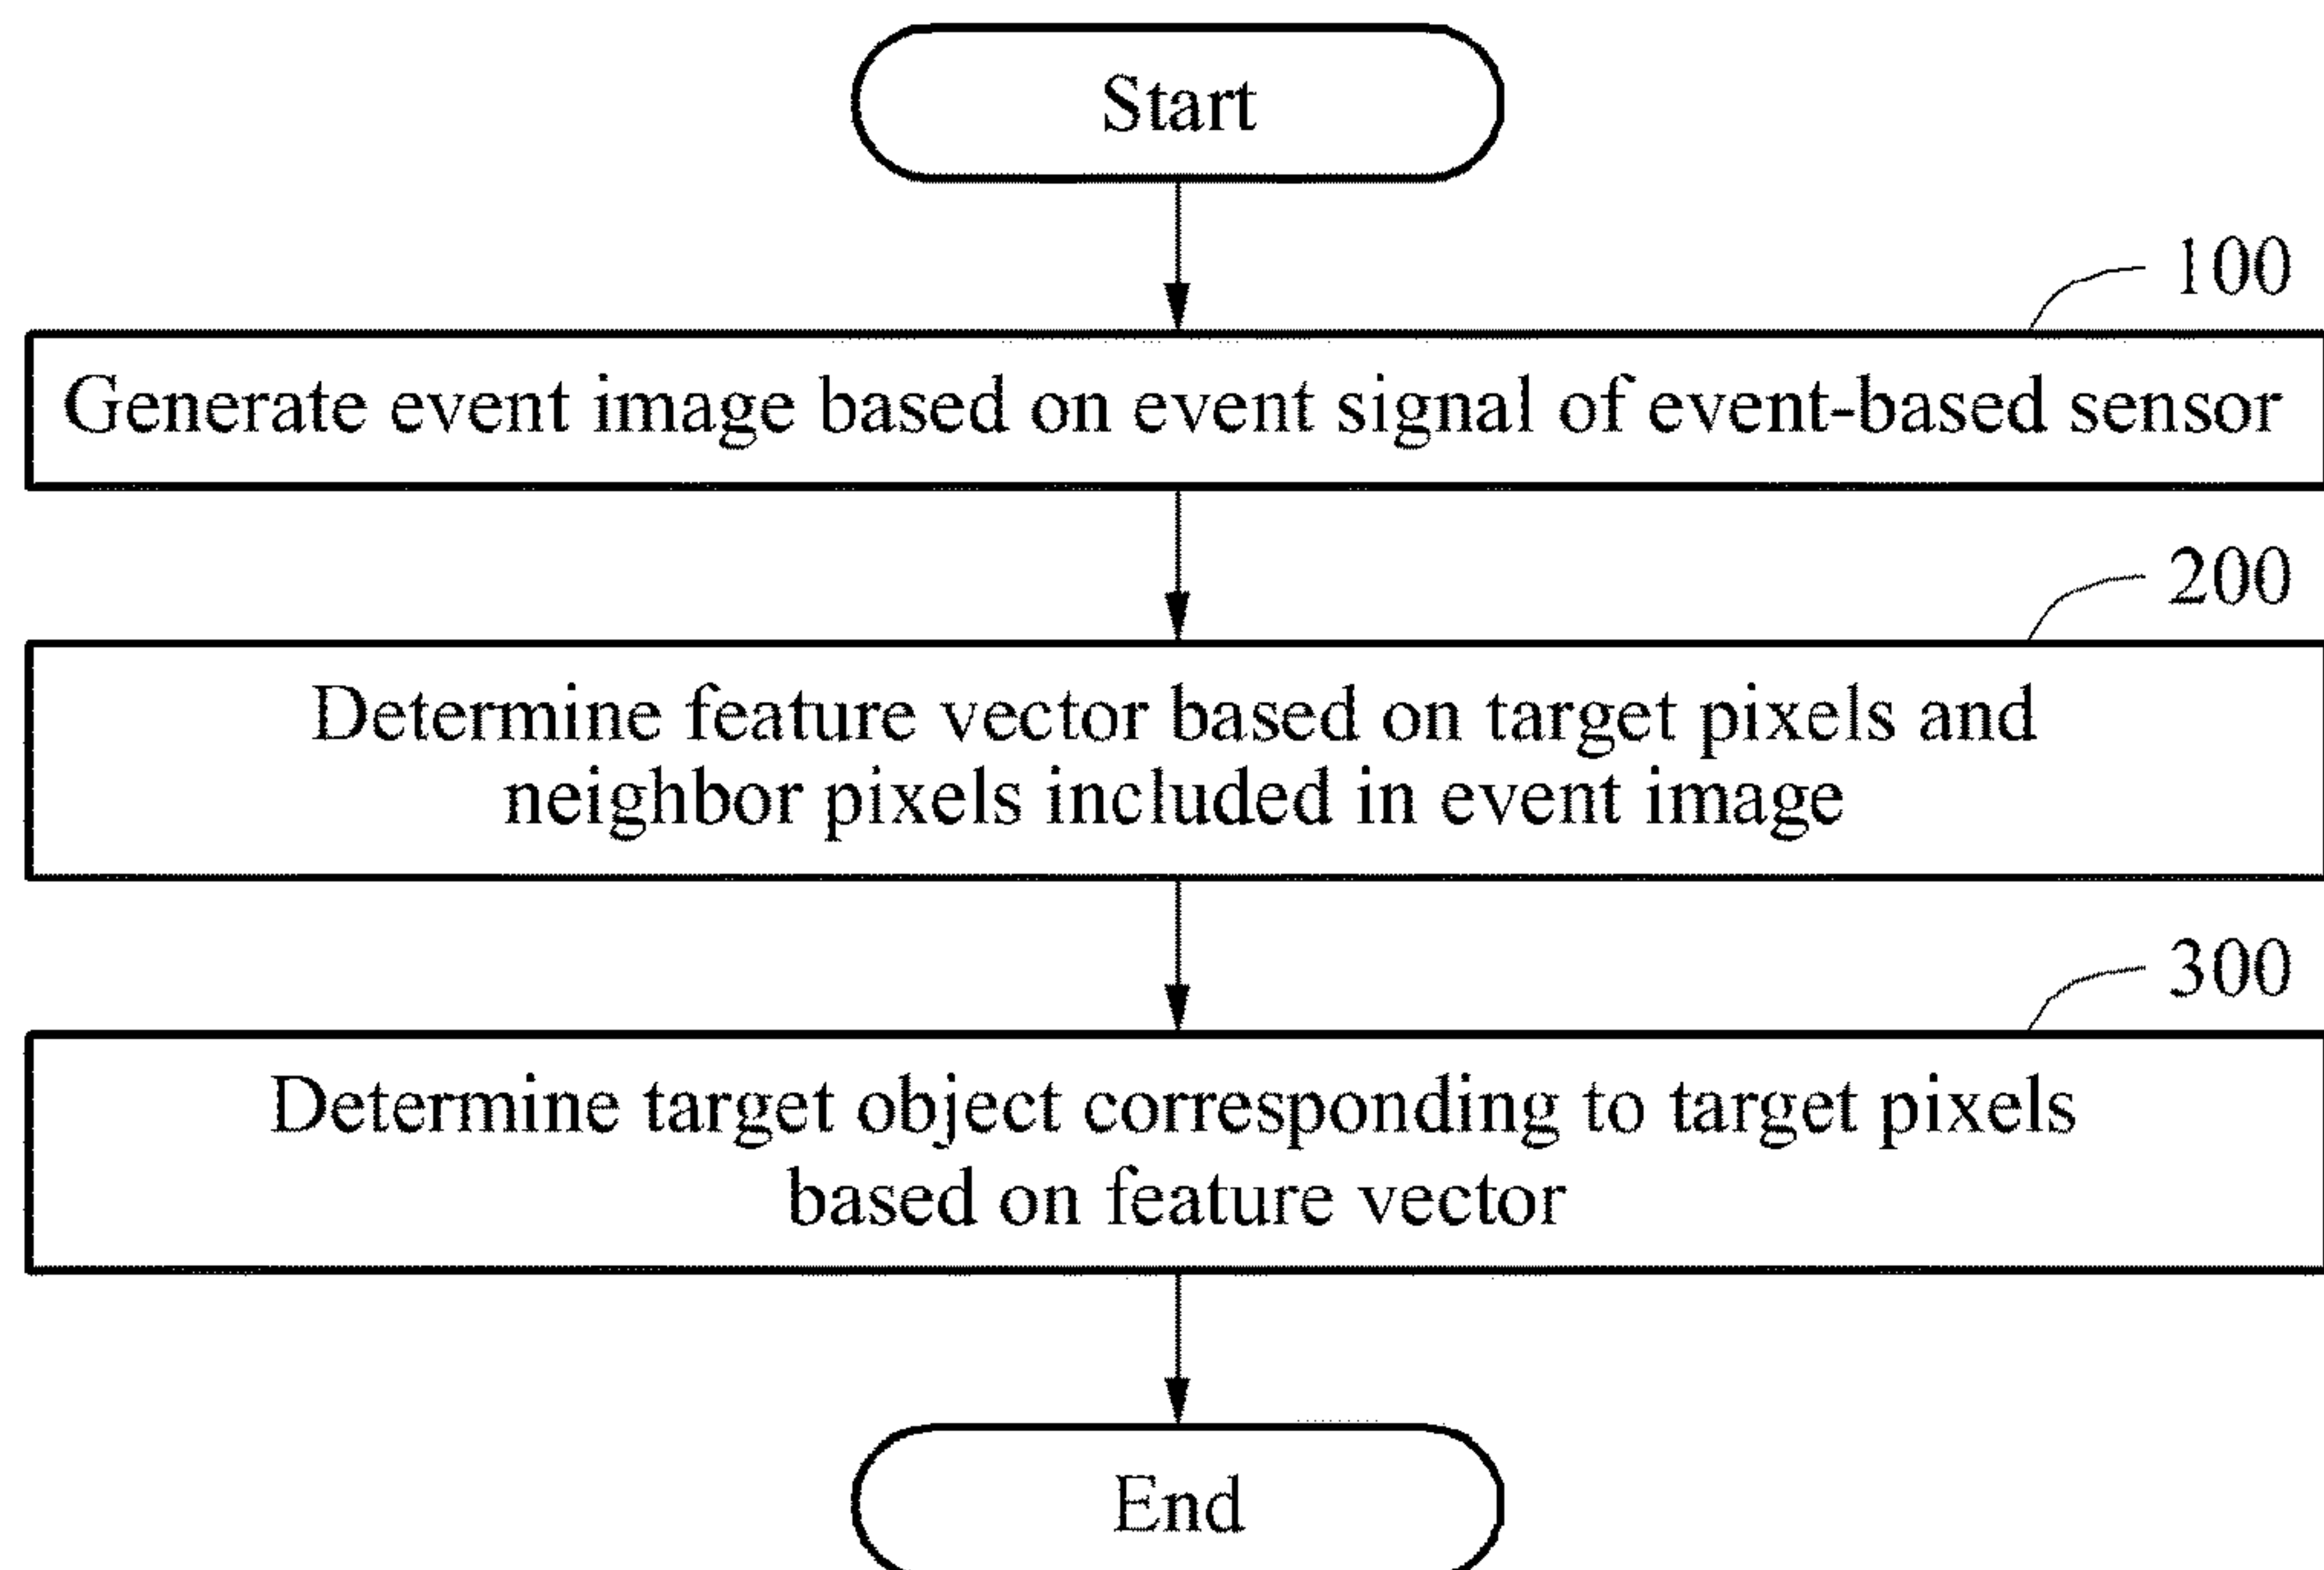 Start
100
Generate event image based on event signal of event-based sensor
200
Determine feature vector based on target pixels and
neighbor pixels included in event image
300
Determine target object corresponding to target pixels
based on feature vector
End